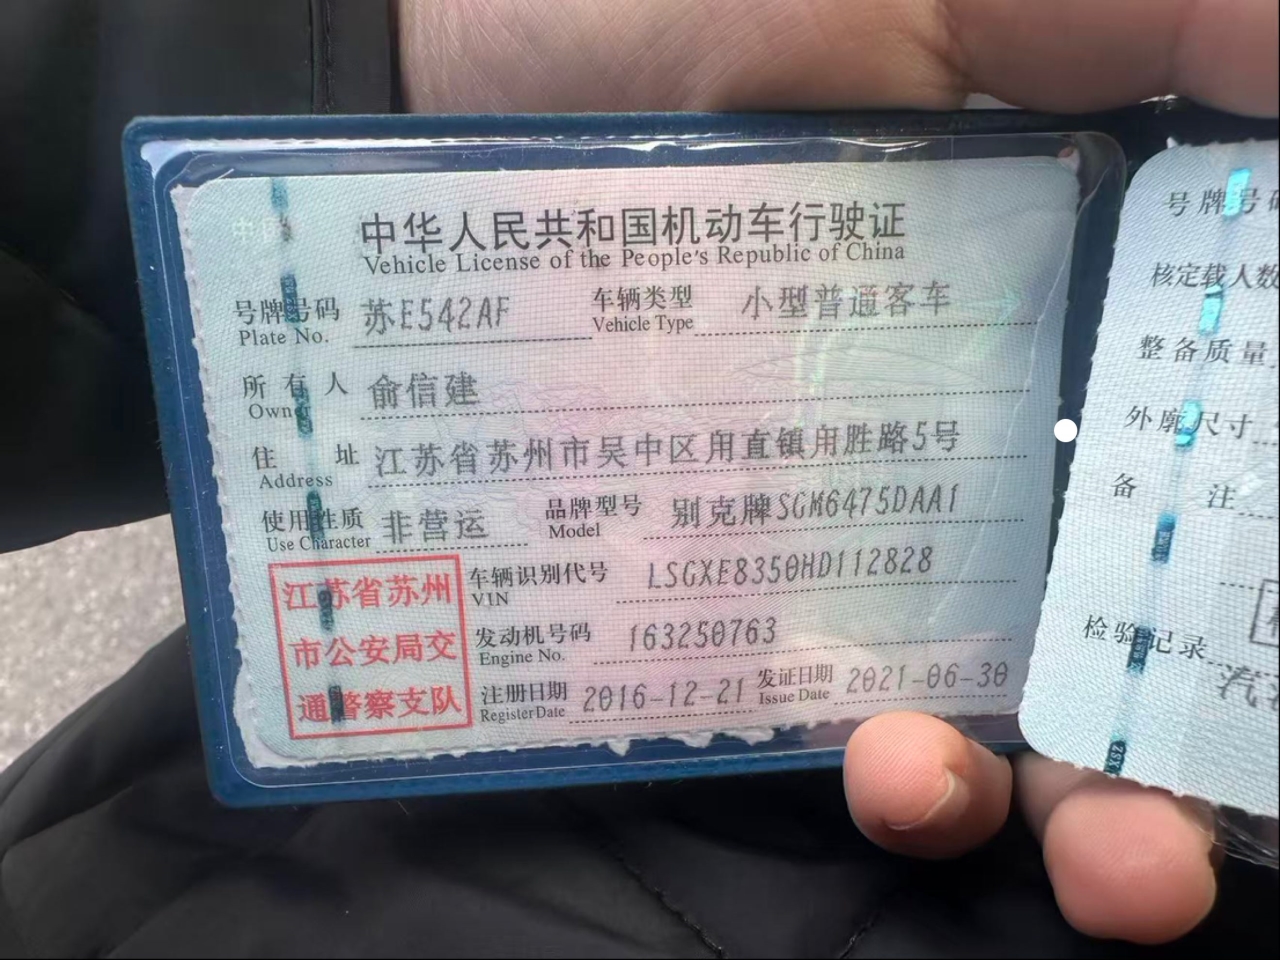 中华人民共和国机动车行驶证
Vehicle License of the People's Republic of China
号牌号码 苏E542AF 车辆类型 小型普通客车
Plate No. Vehicle Type
所有人 俞信建
Owner
住址 江苏省苏州市吴中区甪直镇甪胜路5号
Address
使用性质 非营运 品牌型号 别克牌SGM6475DAA1
Use Character Model
车辆识别代号 LSGXE8350HD112828
VIN
发动机号码 163250763
Engine No.
注册日期 2016-12-21 发证日期 2021-06-30
Register Date Issue Date
江苏省苏州
市公安局交
通警察支队
号牌号码
核定载人数
整备质量
外廓尺寸
备注
检验记录
汽